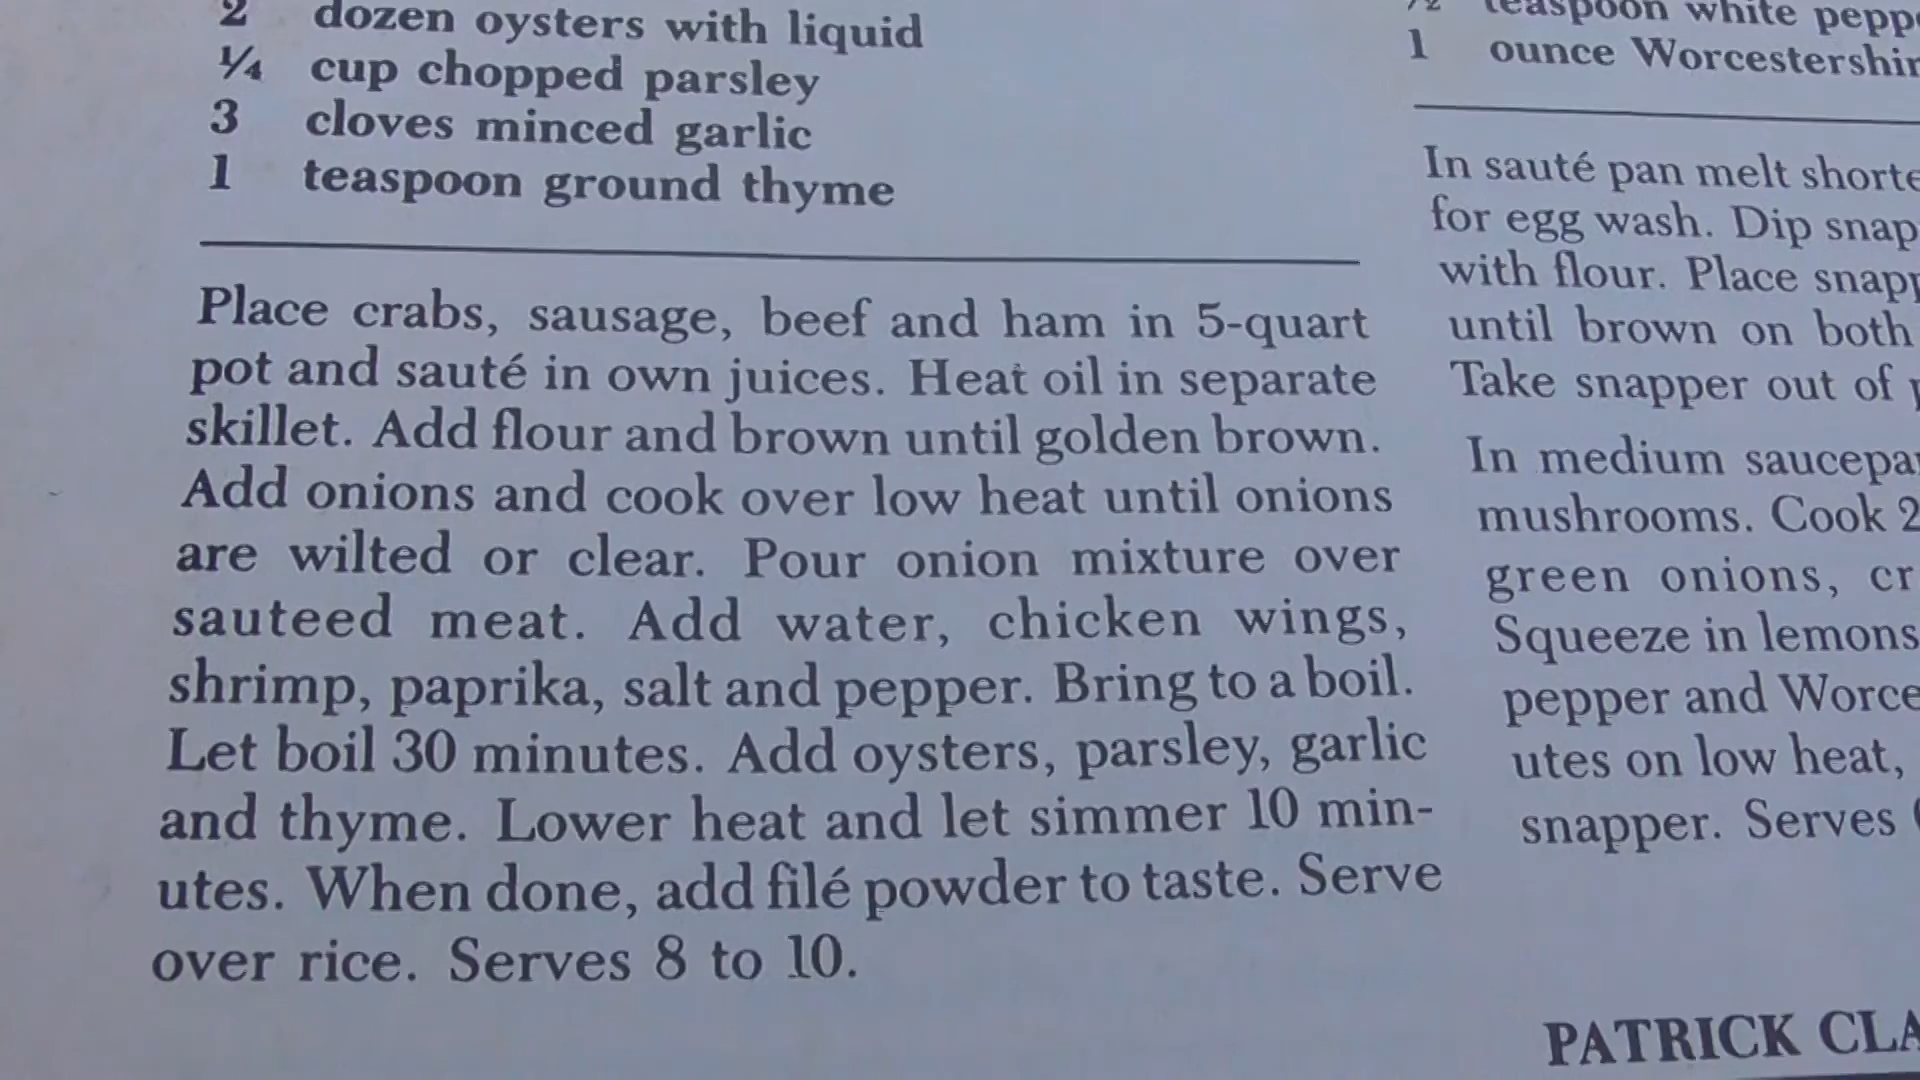 2 dozen oysters with liquid
¼ cup chopped parsley
3 cloves minced garlic
1 teaspoon ground thyme
Place crabs, sausage, beef and ham in 5-quart
pot and sauté in own juices. Heat oil in separate
skillet. Add flour and brown until golden brown.
Add onions and cook over low heat until onions
are wilted or clear. Pour onion mixture over
sauteed meat. Add water, chicken wings,
shrimp, paprika, salt and pepper. Bring to a boil.
Let boil 30 minutes. Add oysters, parsley, garlic
and thyme. Lower heat and let simmer 10 min-
utes. When done, add filé powder to taste. Serve
over rice. Serves 8 to 10.
teaspoon white
1 ounce
In sauté pan melt
for egg wash. Dip
with flour. Place
until brown on both
Take snapper out of
In medium
mushrooms. Cook 2
green onions,
Squeeze in lemons
pepper and
utes on low heat,
snapper. Serves
PATRICK